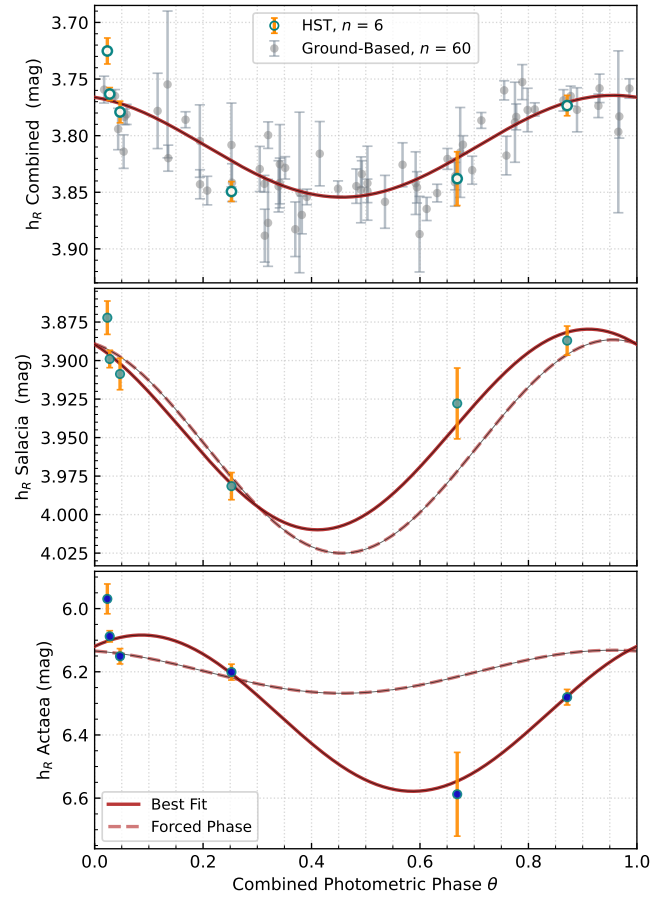 3.70
3.75
3.80
3.85
3.90
h_R Combined (mag)
HST, n = 6
Ground-Based, n = 60
3.875
3.900
3.925
3.950
3.975
4.000
4.025
h_R Salacia (mag)
6.0
6.2
6.4
6.6
h_R Actaea (mag)
Best Fit
Forced Phase
0.0 0.2 0.4 0.6 0.8 1.0
Combined Photometric Phase θ